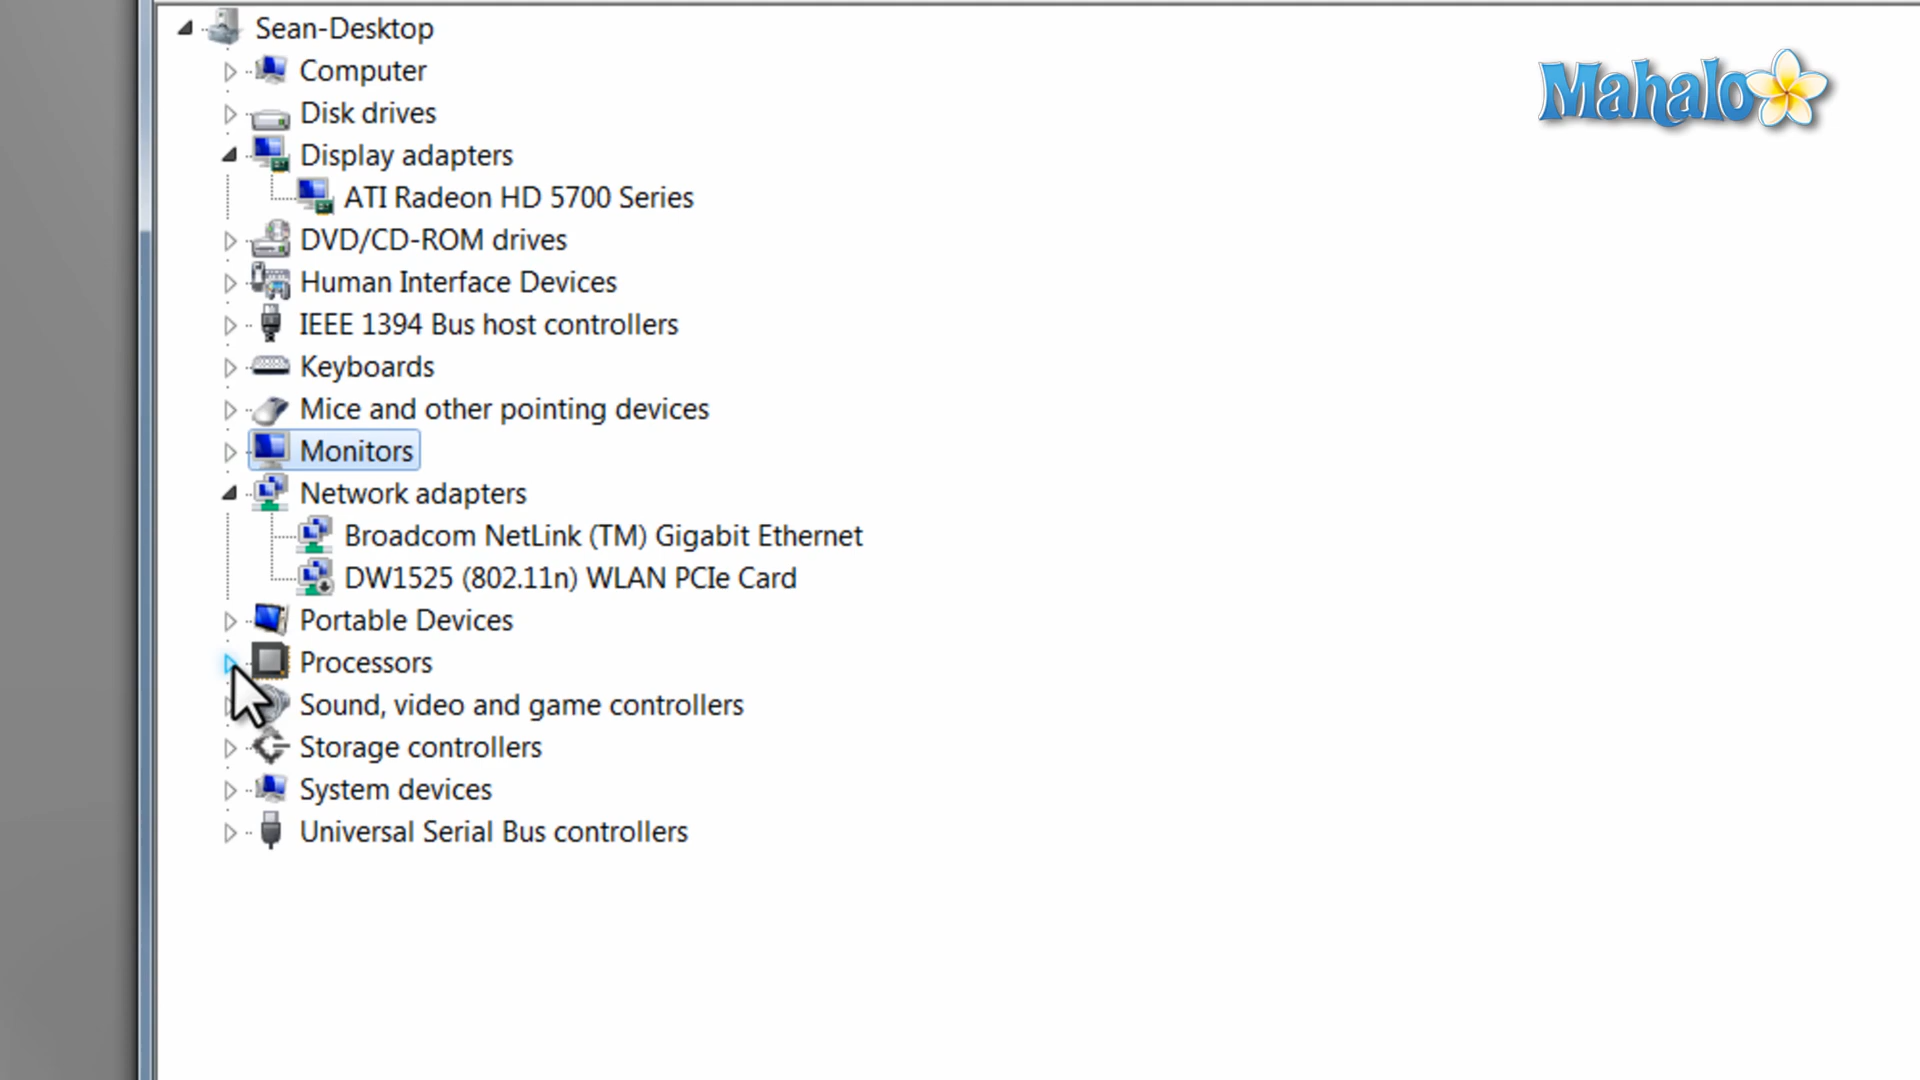 Sean-Desktop
Computer
Mahalo
Disk drives
Display adapters
ATI Radeon HD 5700 Series
DVD/CD-ROM drives
Human Interface Devices
IEEE 1394 Bus host controllers
Keyboards
Mice and other pointing devices
Monitors
Network adapters
Broadcom NetLink (TM) Gigabit Ethernet
DW1525 (802.11n) WLAN PCIe Card
Portable Devices
Processors
Sound, video and game controllers
Storage controllers
System devices
Universal Serial Bus controllers